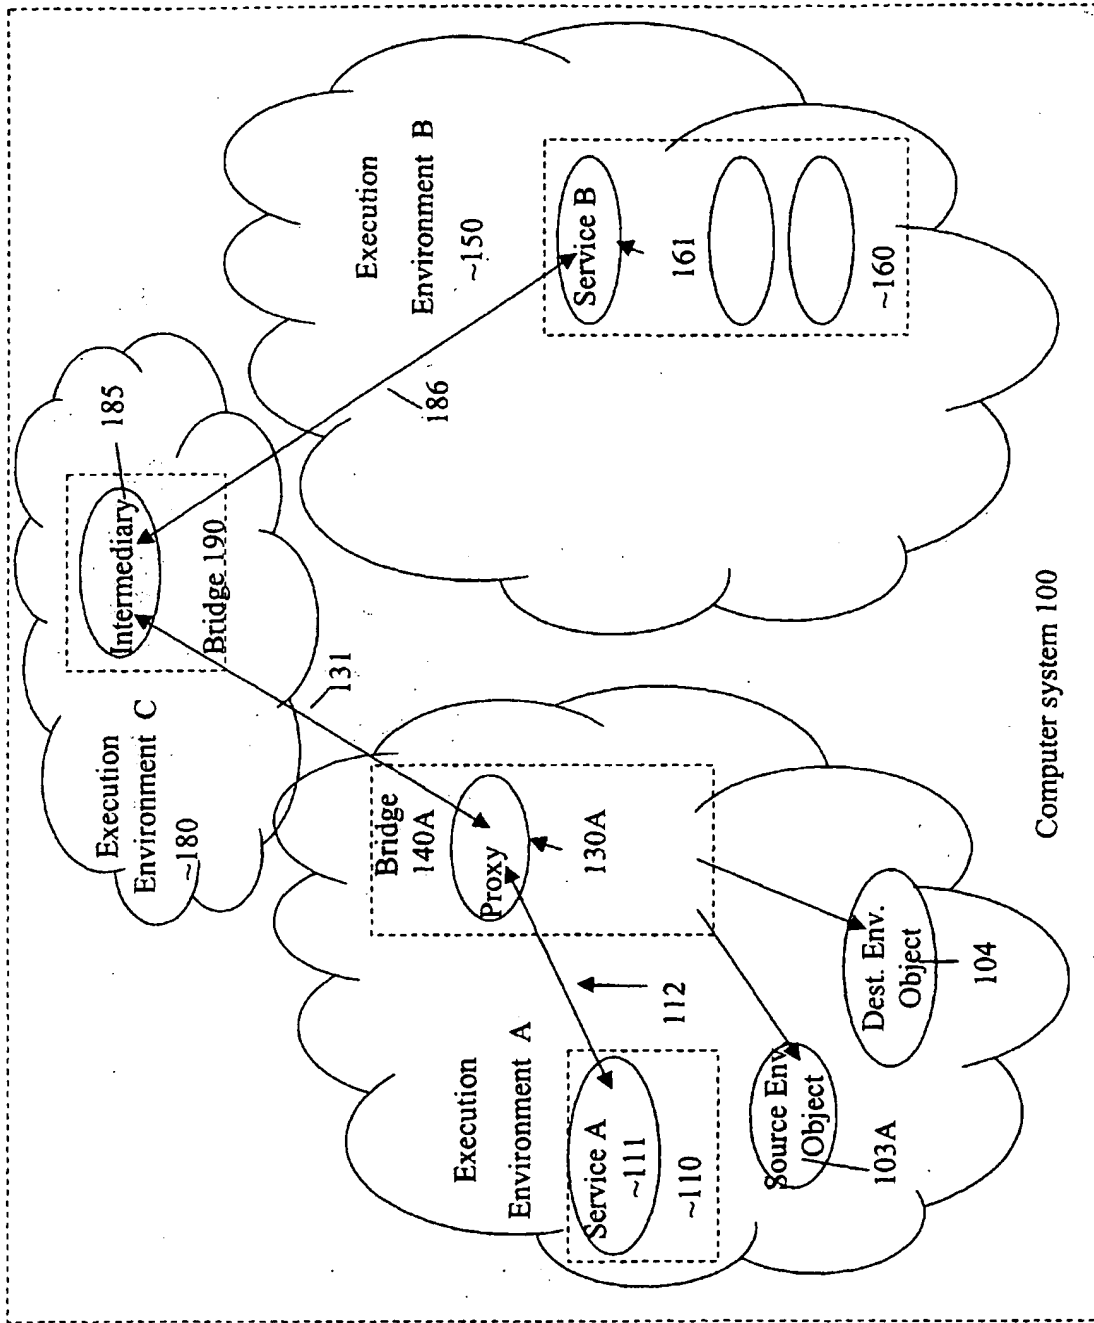 Execution
Environment C
~180
Intermediary
185
Bridge 190
131
186
Execution
Environment B
~150
Service B
161
~160
Execution
Environment A
Service A
~111
~110
112
Bridge
140A
Proxy
130A
Source Env.
Object
103A
Dest. Env.
Object
104
Computer system 100